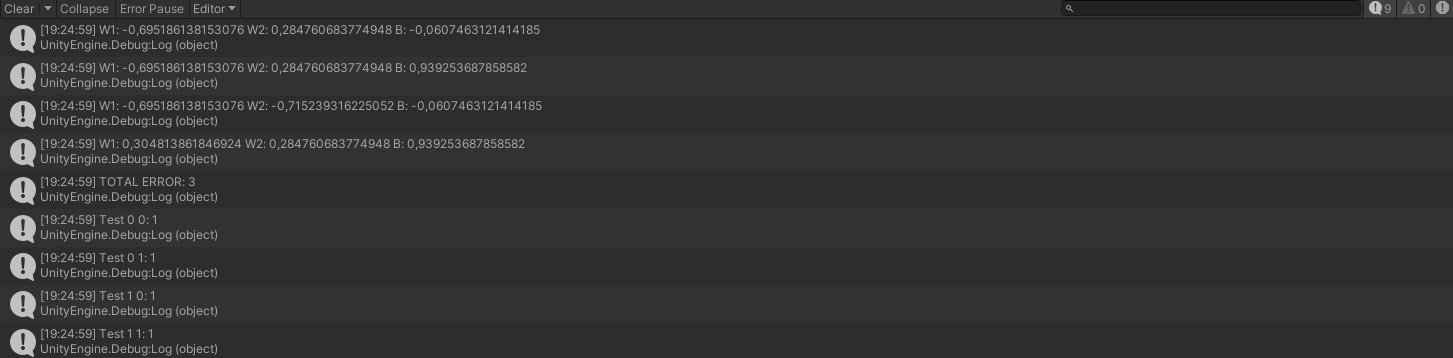 Clear Collapse Error Pause Editor 9 0
[19:24:59] W1: -0,695186138153076 W2: 0,284760683774948 B: -0,0607463121414185
UnityEngine.Debug:Log (object)
[19:24:59] W1: -0,695186138153076 W2: 0,284760683774948 B: 0,939253687858582
UnityEngine.Debug:Log (object)
[19:24:59] W1: -0,695186138153076 W2: -0,715239316225052 B: -0,0607463121414185
UnityEngine.Debug:Log (object)
[19:24:59] W1: 0,304813861846924 W2: 0,284760683774948 B: 0,939253687858582
UnityEngine.Debug:Log (object)
[19:24:59] TOTAL ERROR: 3
UnityEngine.Debug:Log (object)
[19:24:59] Test 0 0: 1
UnityEngine.Debug:Log (object)
[19:24:59] Test 0 1: 1
UnityEngine.Debug:Log (object)
[19:24:59] Test 1 0: 1
UnityEngine.Debug:Log (object)
[19:24:59] Test 1 1: 1
UnityEngine.Debug:Log (object)